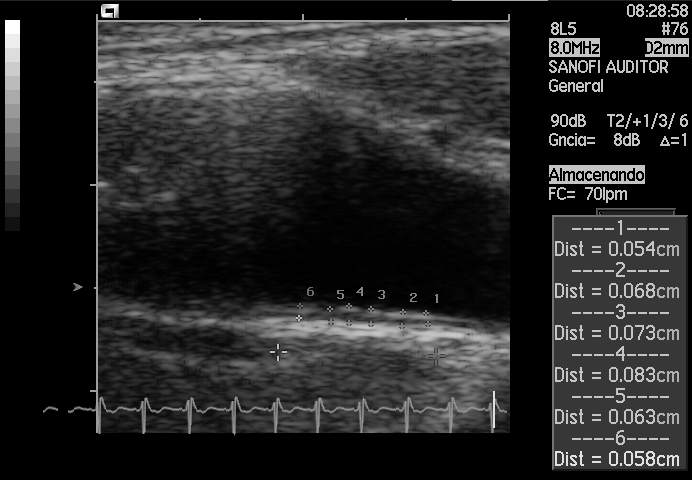 08:28:58
8L5 #76
8.0MHz D2mm
SANOFI AUDITOR
General
90dB T2/+1/3/ 6
Gncia= 8dB Δ=1
Almacenando
FC= 70lpm
----1----
Dist = 0.054cm
----2----
Dist = 0.068cm
----3----
Dist = 0.073cm
----4----
Dist = 0.083cm
----5----
Dist = 0.063cm
----6----
Dist = 0.058cm
6 5 4 3 2 1